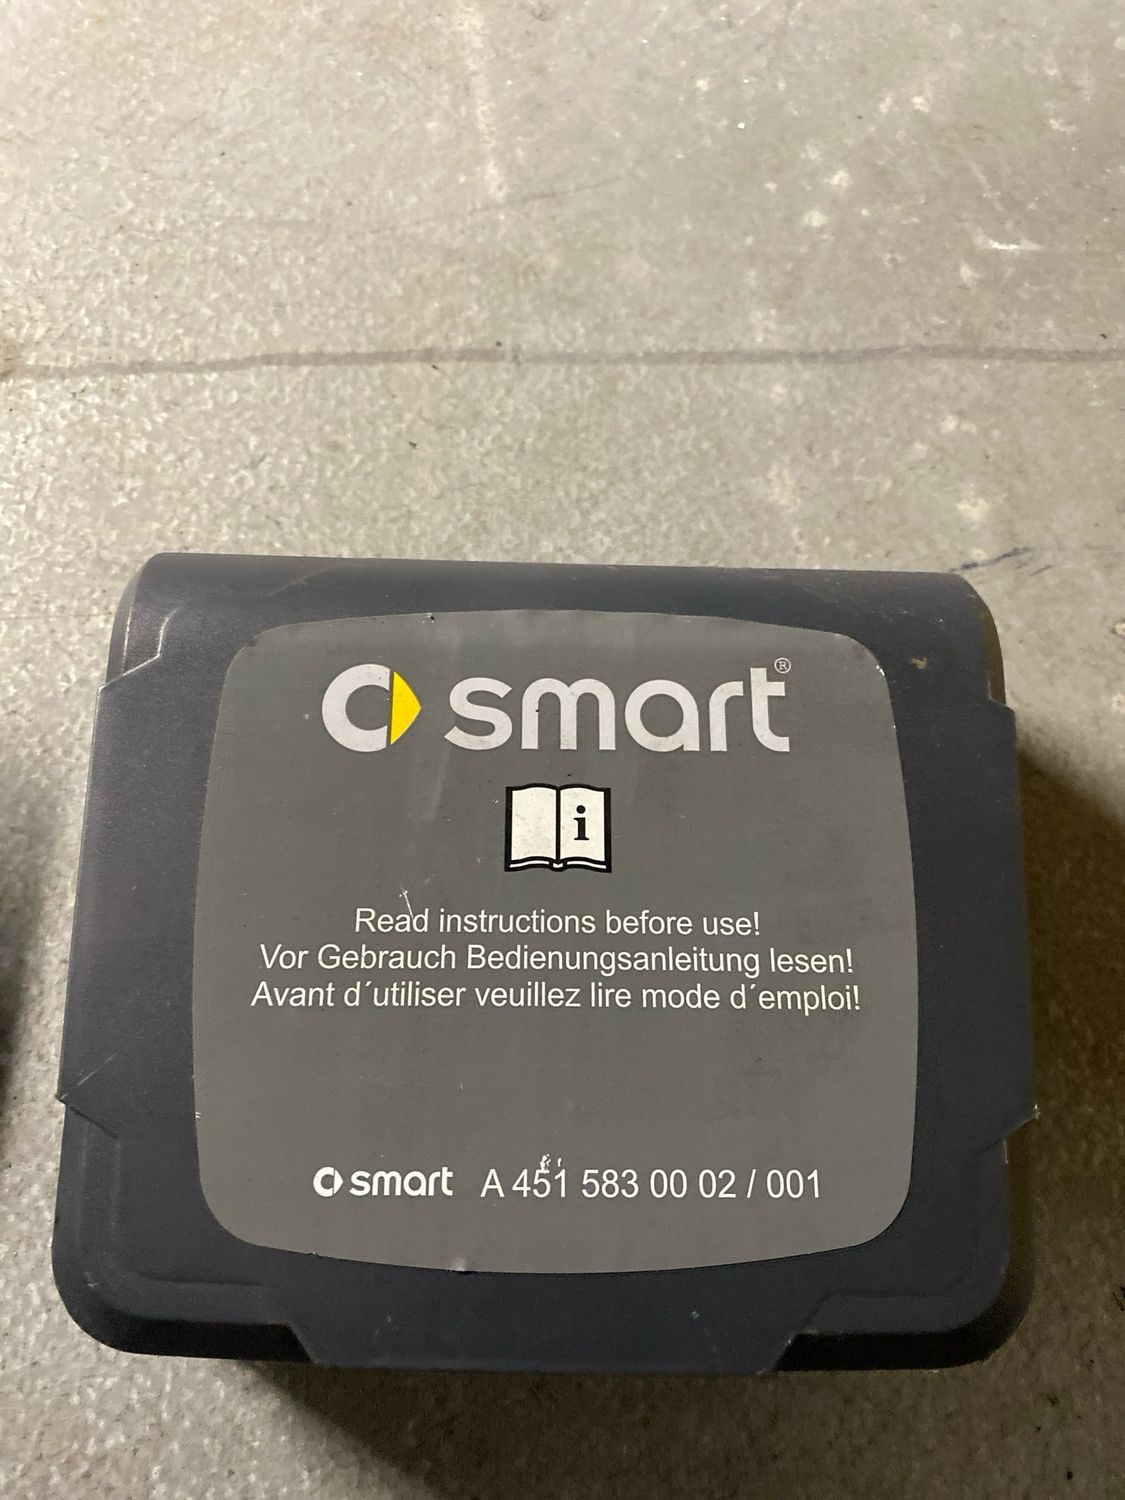 smart®
i
Read instructions before use!
Vor Gebrauch Bedienungsanleitung lesen!
Avant d´utiliser veuillez lire mode d´emploi!
smart A 451 583 00 02 / 001